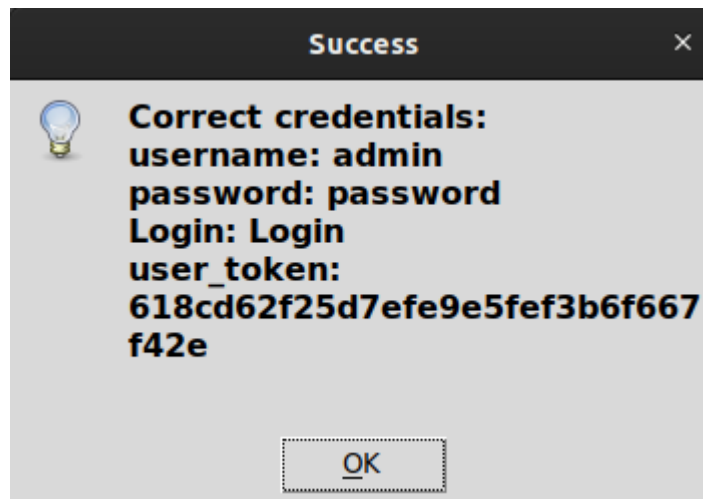 Success
Correct credentials:
username: admin
password: password
Login: Login
user_token:
618cd62f25d7efe9e5fef3b6f667
f42e
OK